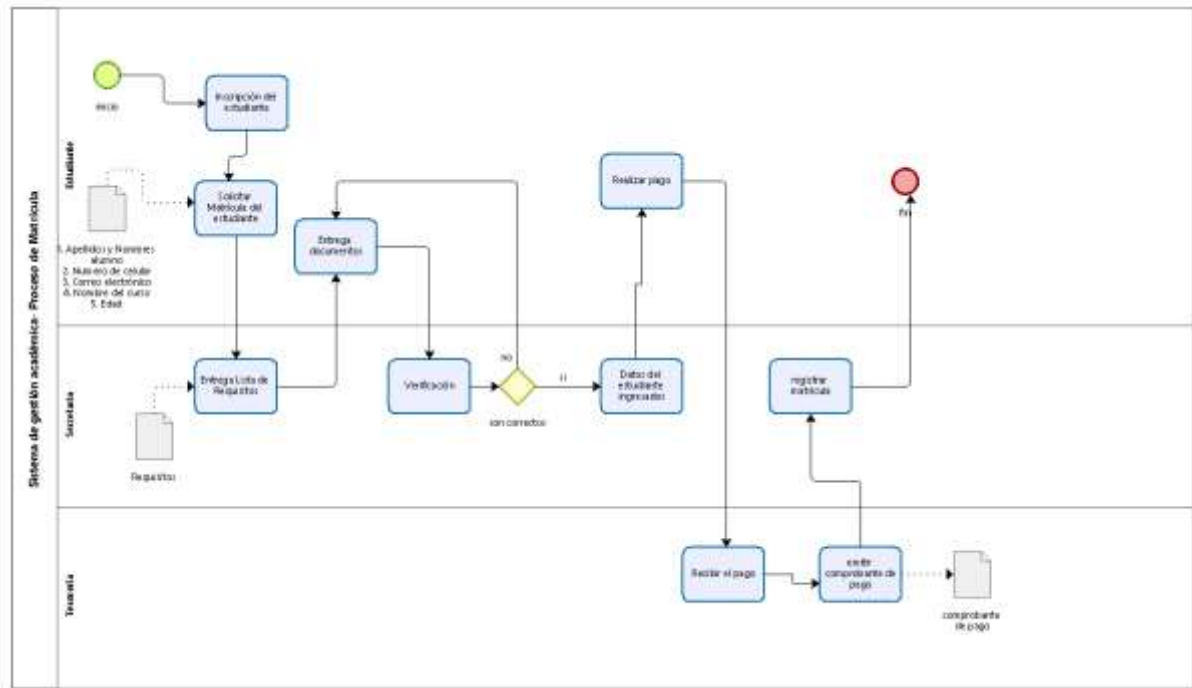 Sistema de gestión académica- Proceso de Matrícula
Estudiante
inicio
Inscripción del
estudiante
Solicitar
Matrícula del
estudiante
1. Apellidos y Nombres
alumno
2. Numero de celular
3. Correo electrónico
4. Nombre del curso
5. Edad
Entrega
documentos
Realizar pago
fin
Secretaria
Entrega Lista de
Requisitos
Requisitos
Verificación
no
son correctos
si
Datos del
estudiante
ingresados
registrar
matrícula
Tesorería
Recibir el pago
emitir
comprobante de
pago
comprobante
de pago